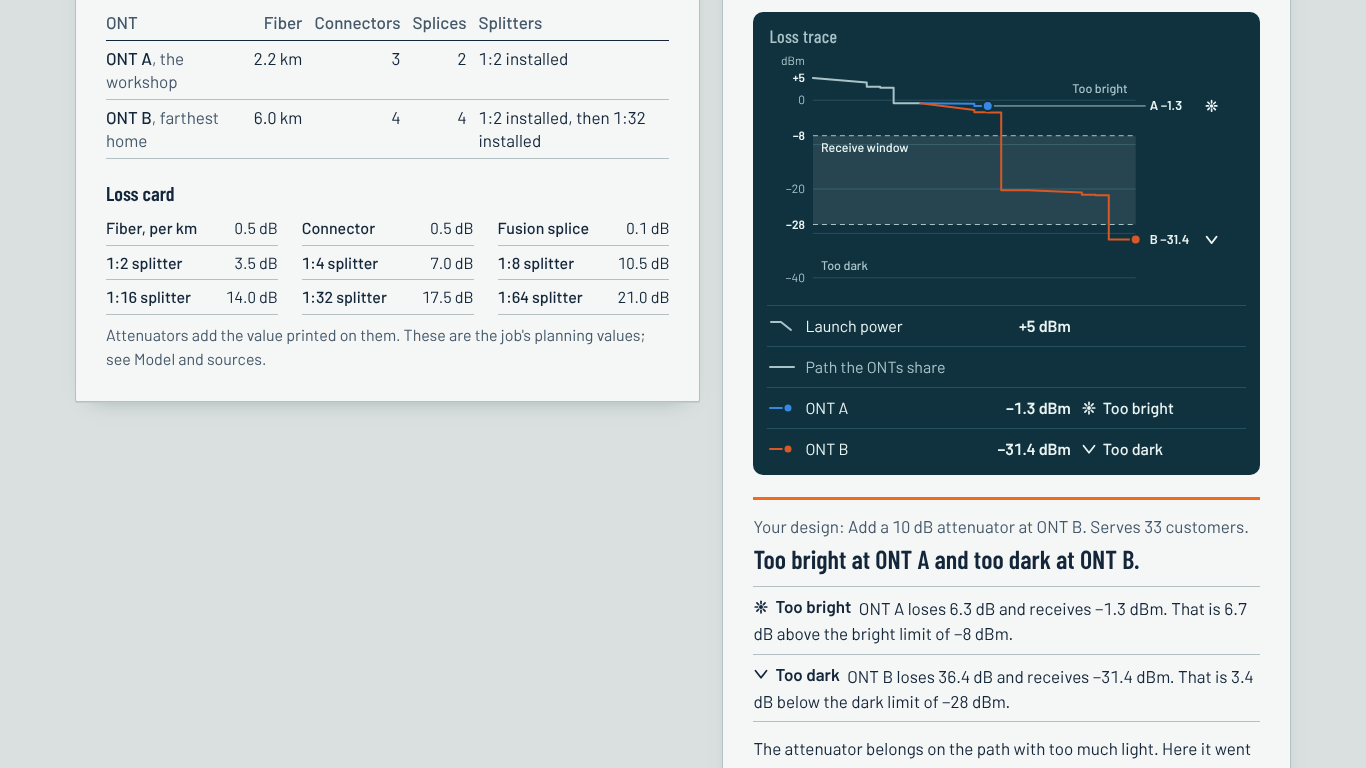 ONT Fiber Connectors Splices Splitters
ONT A, the 2.2 km 3 2 1:2 installed
workshop
ONT B, farthest 6.0 km 4 4 1:2 installed, then 1:32
home installed
Loss card
Fiber, per km 0.5 dB Connector 0.5 dB Fusion splice 0.1 dB
1:2 splitter 3.5 dB 1:4 splitter 7.0 dB 1:8 splitter 10.5 dB
1:16 splitter 14.0 dB 1:32 splitter 17.5 dB 1:64 splitter 21.0 dB
Attenuators add the value printed on them. These are the job's planning values;
see Model and sources.
Loss trace
dBm
+5
Too bright
0
A −1.3
−8
Receive window
−20
−28
B −31.4
Too dark
−40
Launch power +5 dBm
Path the ONTs share
ONT A −1.3 dBm Too bright
ONT B −31.4 dBm Too dark
Your design: Add a 10 dB attenuator at ONT B. Serves 33 customers.
Too bright at ONT A and too dark at ONT B.
Too bright ONT A loses 6.3 dB and receives −1.3 dBm. That is 6.7
dB above the bright limit of −8 dBm.
Too dark ONT B loses 36.4 dB and receives −31.4 dBm. That is 3.4
dB below the dark limit of −28 dBm.
The attenuator belongs on the path with too much light. Here it went